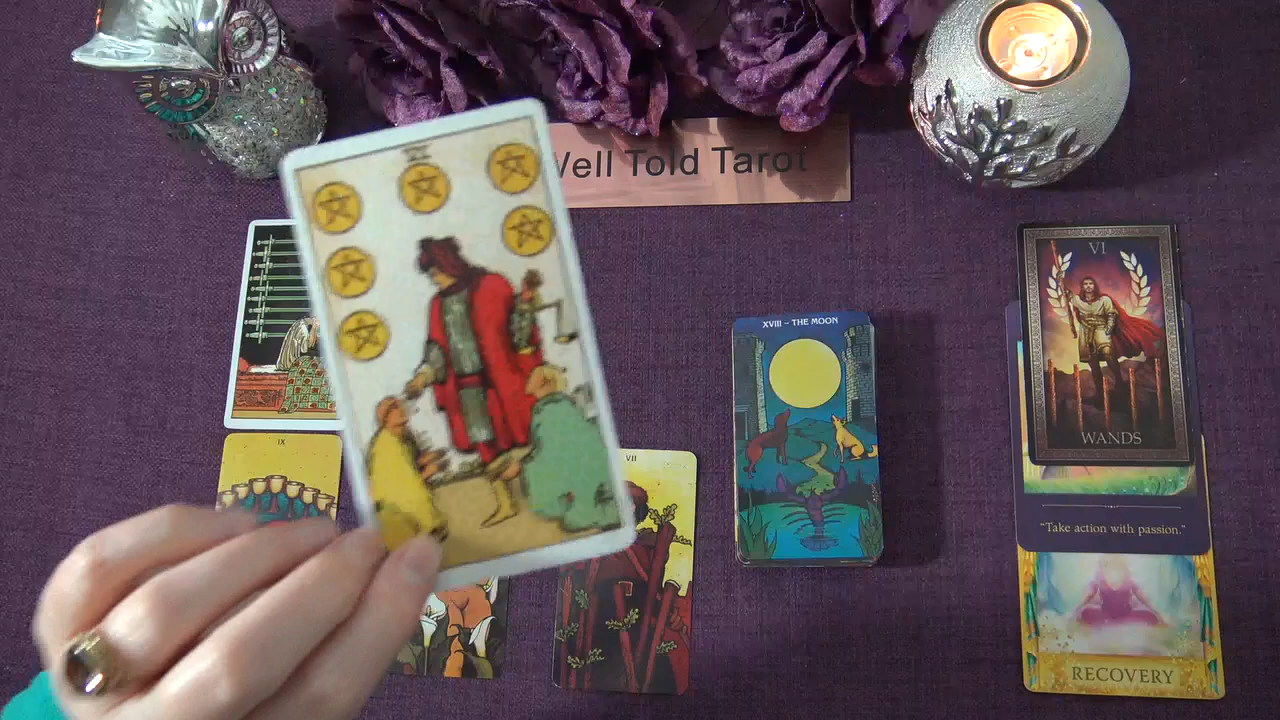 Well Told Tarot
XVIII – THE MOON
VI
WANDS
IX
VII
"Take action with passion."
RECOVERY